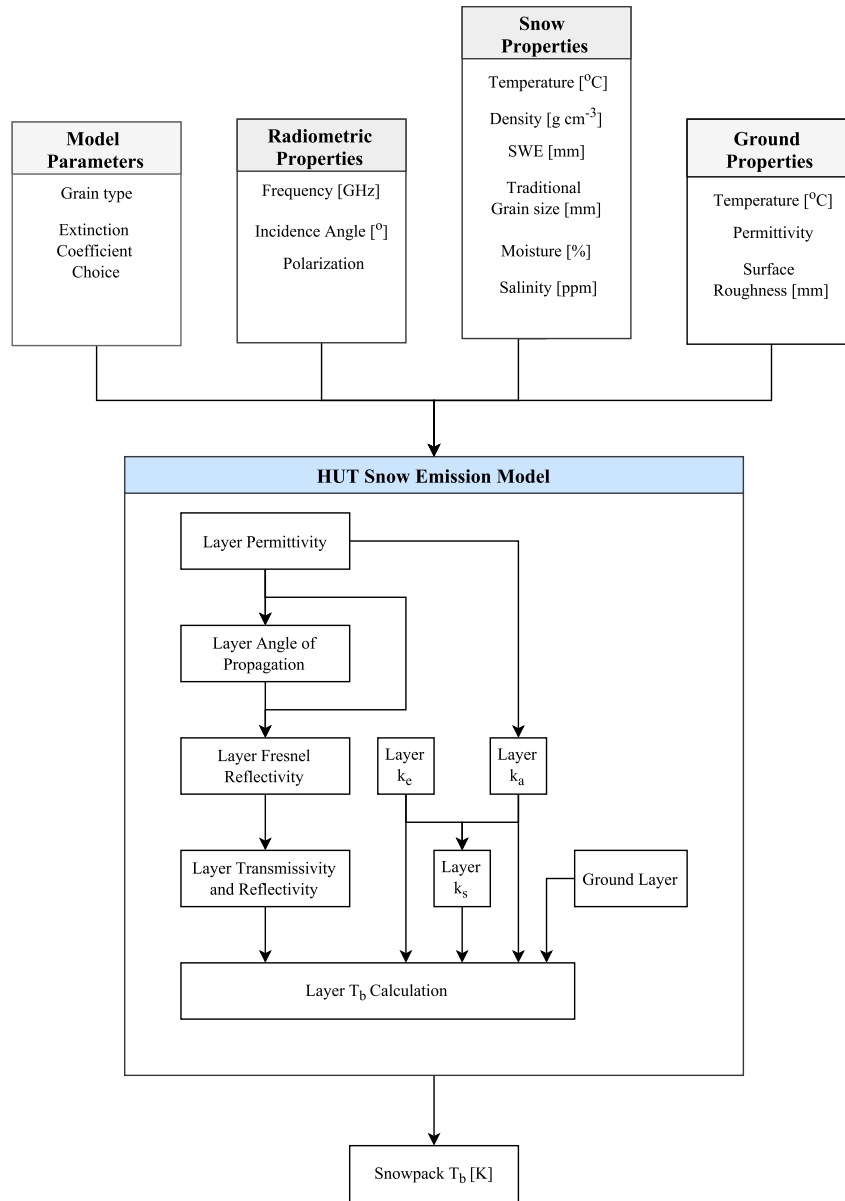 Snow
Properties
Temperature [°C]
Density [g cm-3]
SWE [mm]
Traditional
Grain size [mm]
Moisture [%]
Salinity [ppm]
Model
Parameters
Grain type
Extinction
Coefficient
Choice
Radiometric
Properties
Frequency [GHz]
Incidence Angle [°]
Polarization
Ground
Properties
Temperature [°C]
Permittivity
Surface
Roughness [mm]
HUT Snow Emission Model
Layer Permittivity
Layer Angle of
Propagation
Layer Fresnel
Reflectivity
Layer
ke
Layer
ka
Layer Transmissivity
and Reflectivity
Layer
ks
Ground Layer
Layer Tb Calculation
Snowpack Tb [K]